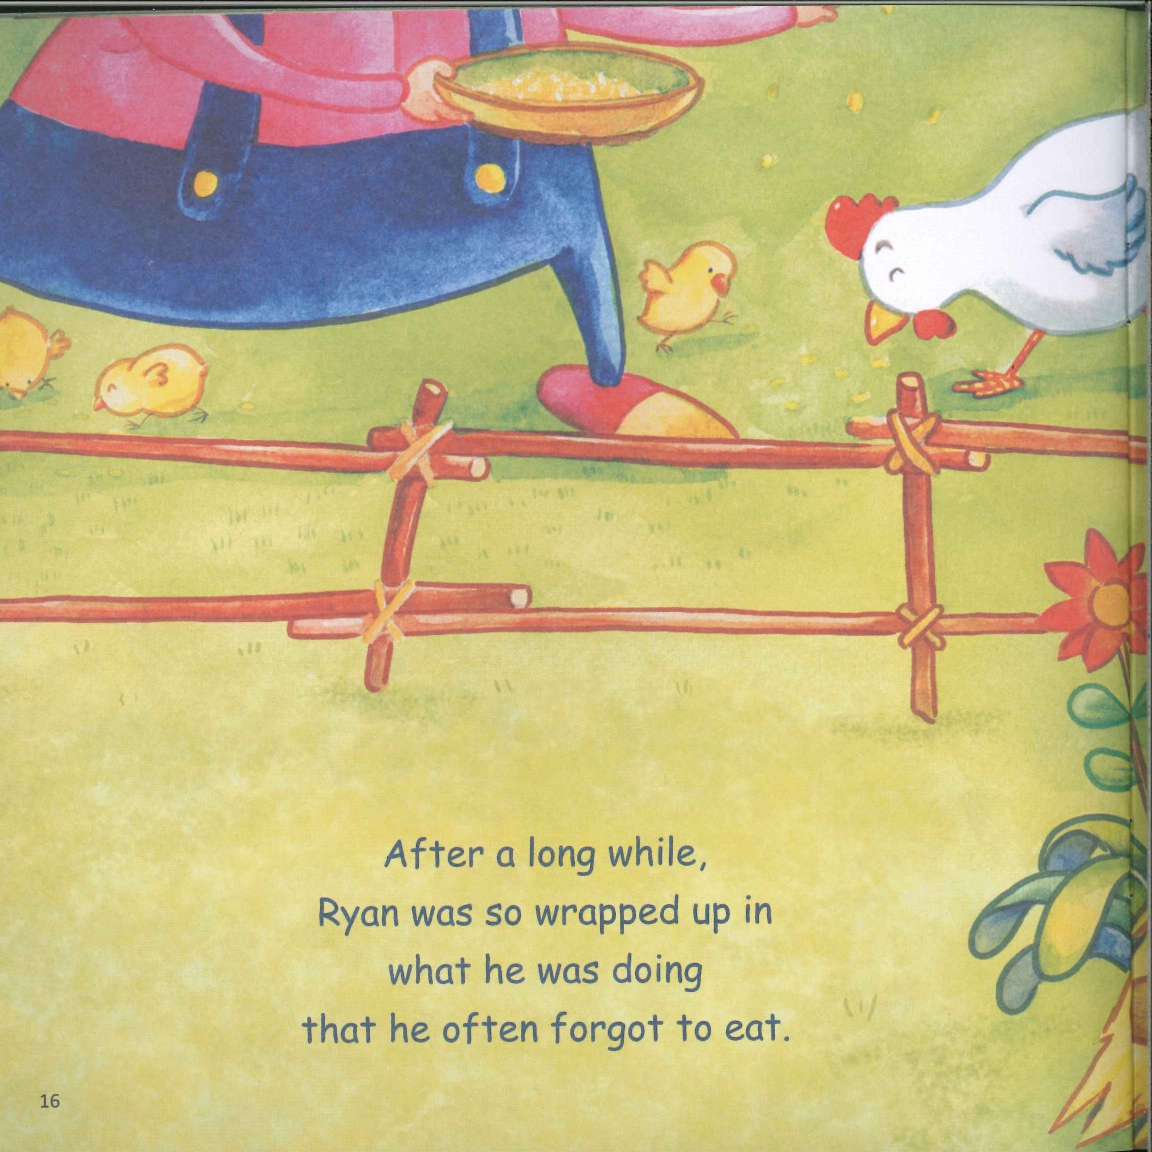 After a long while,
Ryan was so wrapped up in
what he was doing
that he often forgot to eat.
16